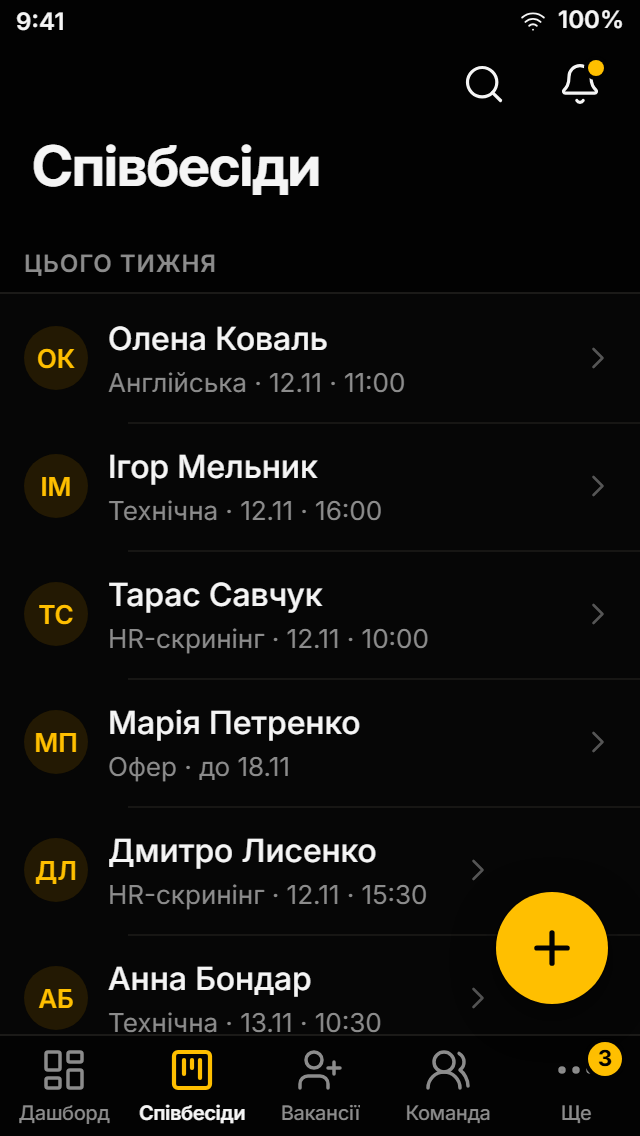 9:41
100%
Співбесіди
ЦЬОГО ТИЖНЯ
ОК
Олена Коваль
Англійська · 12.11 · 11:00
ІМ
Ігор Мельник
Технічна · 12.11 · 16:00
ТС
Тарас Савчук
HR-скринінг · 12.11 · 10:00
МП
Марія Петренко
Офер · до 18.11
ДЛ
Дмитро Лисенко
HR-скринінг · 12.11 · 15:30
АБ
Анна Бондар
Технічна · 13.11 · 10:30
3
Дашборд
Співбесіди
Вакансії
Команда
Ще